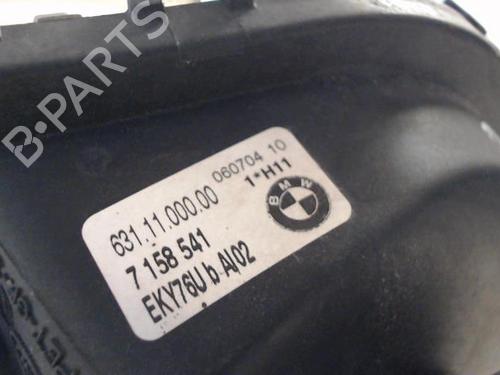 B-PARTS
631.11.000.00 060704 10
1*H11
BMW
7 158 541
EKY76U b A/02